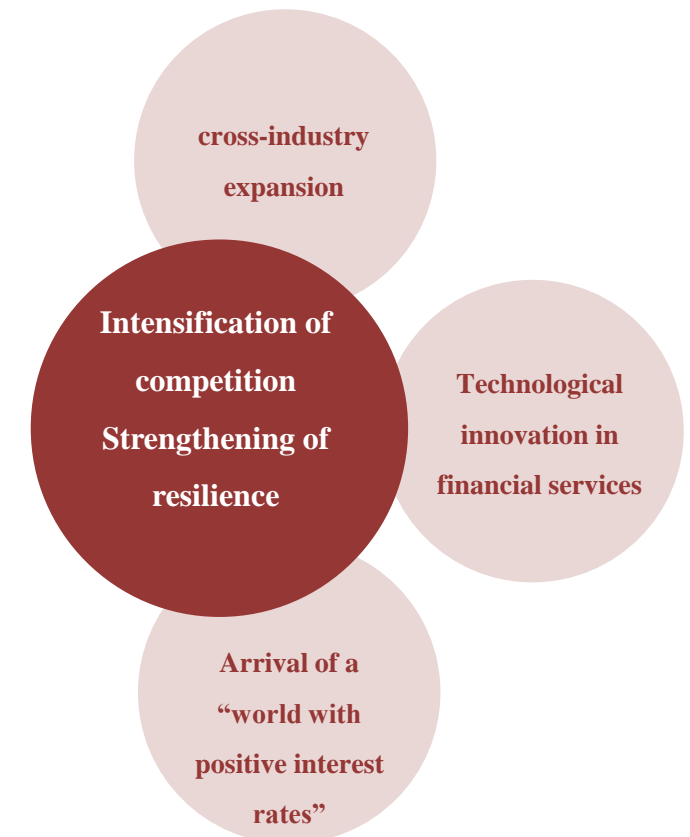 cross-industry
expansion
Intensification of
competition
Strengthening of
resilience
Technological
innovation in
financial services
Arrival of a
“world with
positive interest
rates”